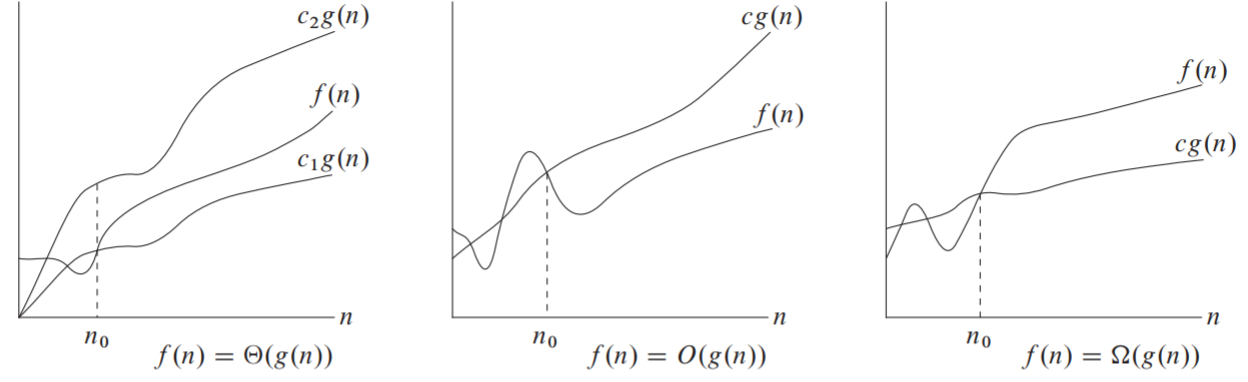 c₂g(n)
f(n)
c₁g(n)
n
n₀
f(n) = Θ(g(n))
cg(n)
f(n)
n
n₀
f(n) = O(g(n))
f(n)
cg(n)
n
n₀
f(n) = Ω(g(n))